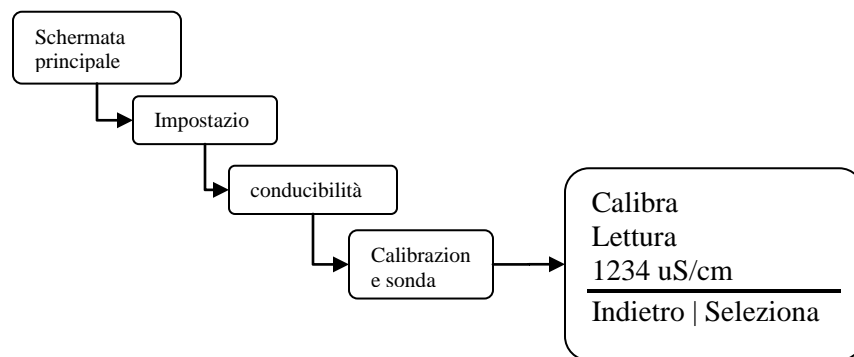 Schermata
principale
Impostazio
conducibilità
Calibrazion
e sonda
Calibra
Lettura
1234 uS/cm
Indietro | Seleziona